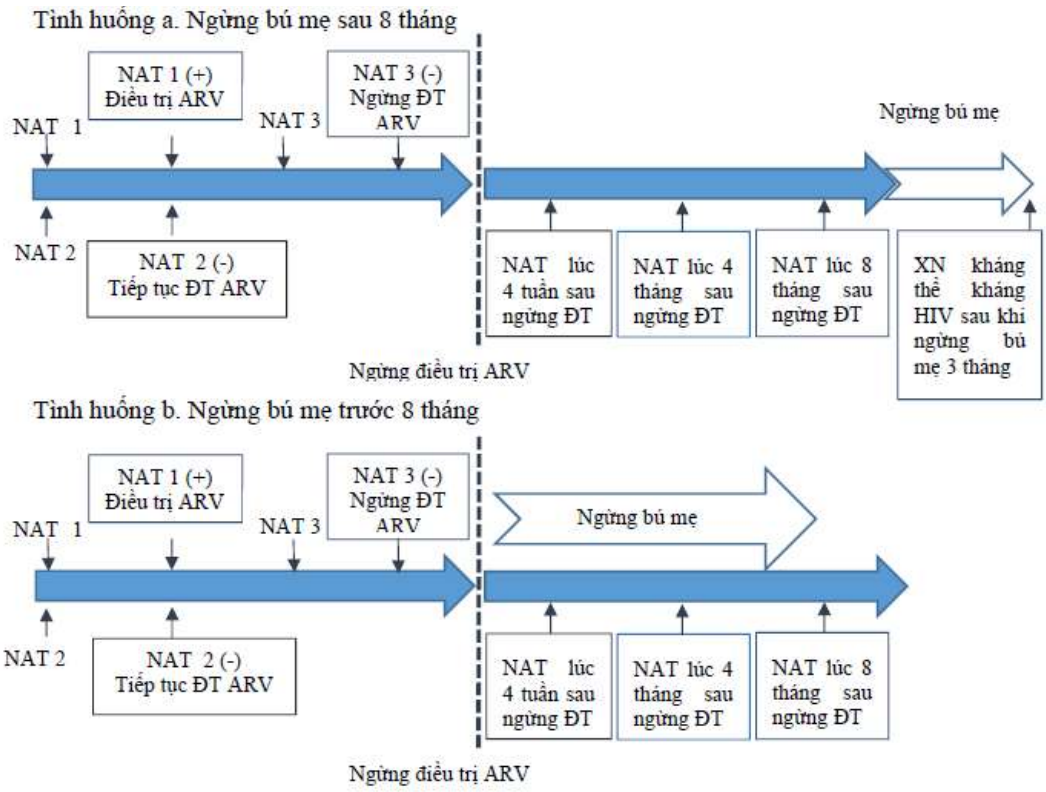 Tình huống a. Ngừng bú mẹ sau 8 tháng
NAT 1 (+)
Điều trị ARV
NAT 3 (-)
Ngừng ĐT
ARV
NAT 1
NAT 3
Ngừng bú mẹ
NAT 2
NAT 2 (-)
Tiếp tục ĐT ARV
NAT lúc
4 tuần sau
ngừng ĐT
NAT lúc 4
tháng sau
ngừng ĐT
NAT lúc 8
tháng sau
ngừng ĐT
XN kháng
thể kháng
HIV sau khi
ngừng bú
mẹ 3 tháng
Ngừng điều trị ARV
Tình huống b. Ngừng bú mẹ trước 8 tháng
NAT 1 (+)
Điều trị ARV
NAT 3 (-)
Ngừng ĐT
ARV
NAT 1
NAT 3
Ngừng bú mẹ
NAT 2
NAT 2 (-)
Tiếp tục ĐT ARV
NAT lúc
4 tuần sau
ngừng ĐT
NAT lúc 4
tháng sau
ngừng ĐT
NAT lúc 8
tháng sau
ngừng ĐT
Ngừng điều trị ARV